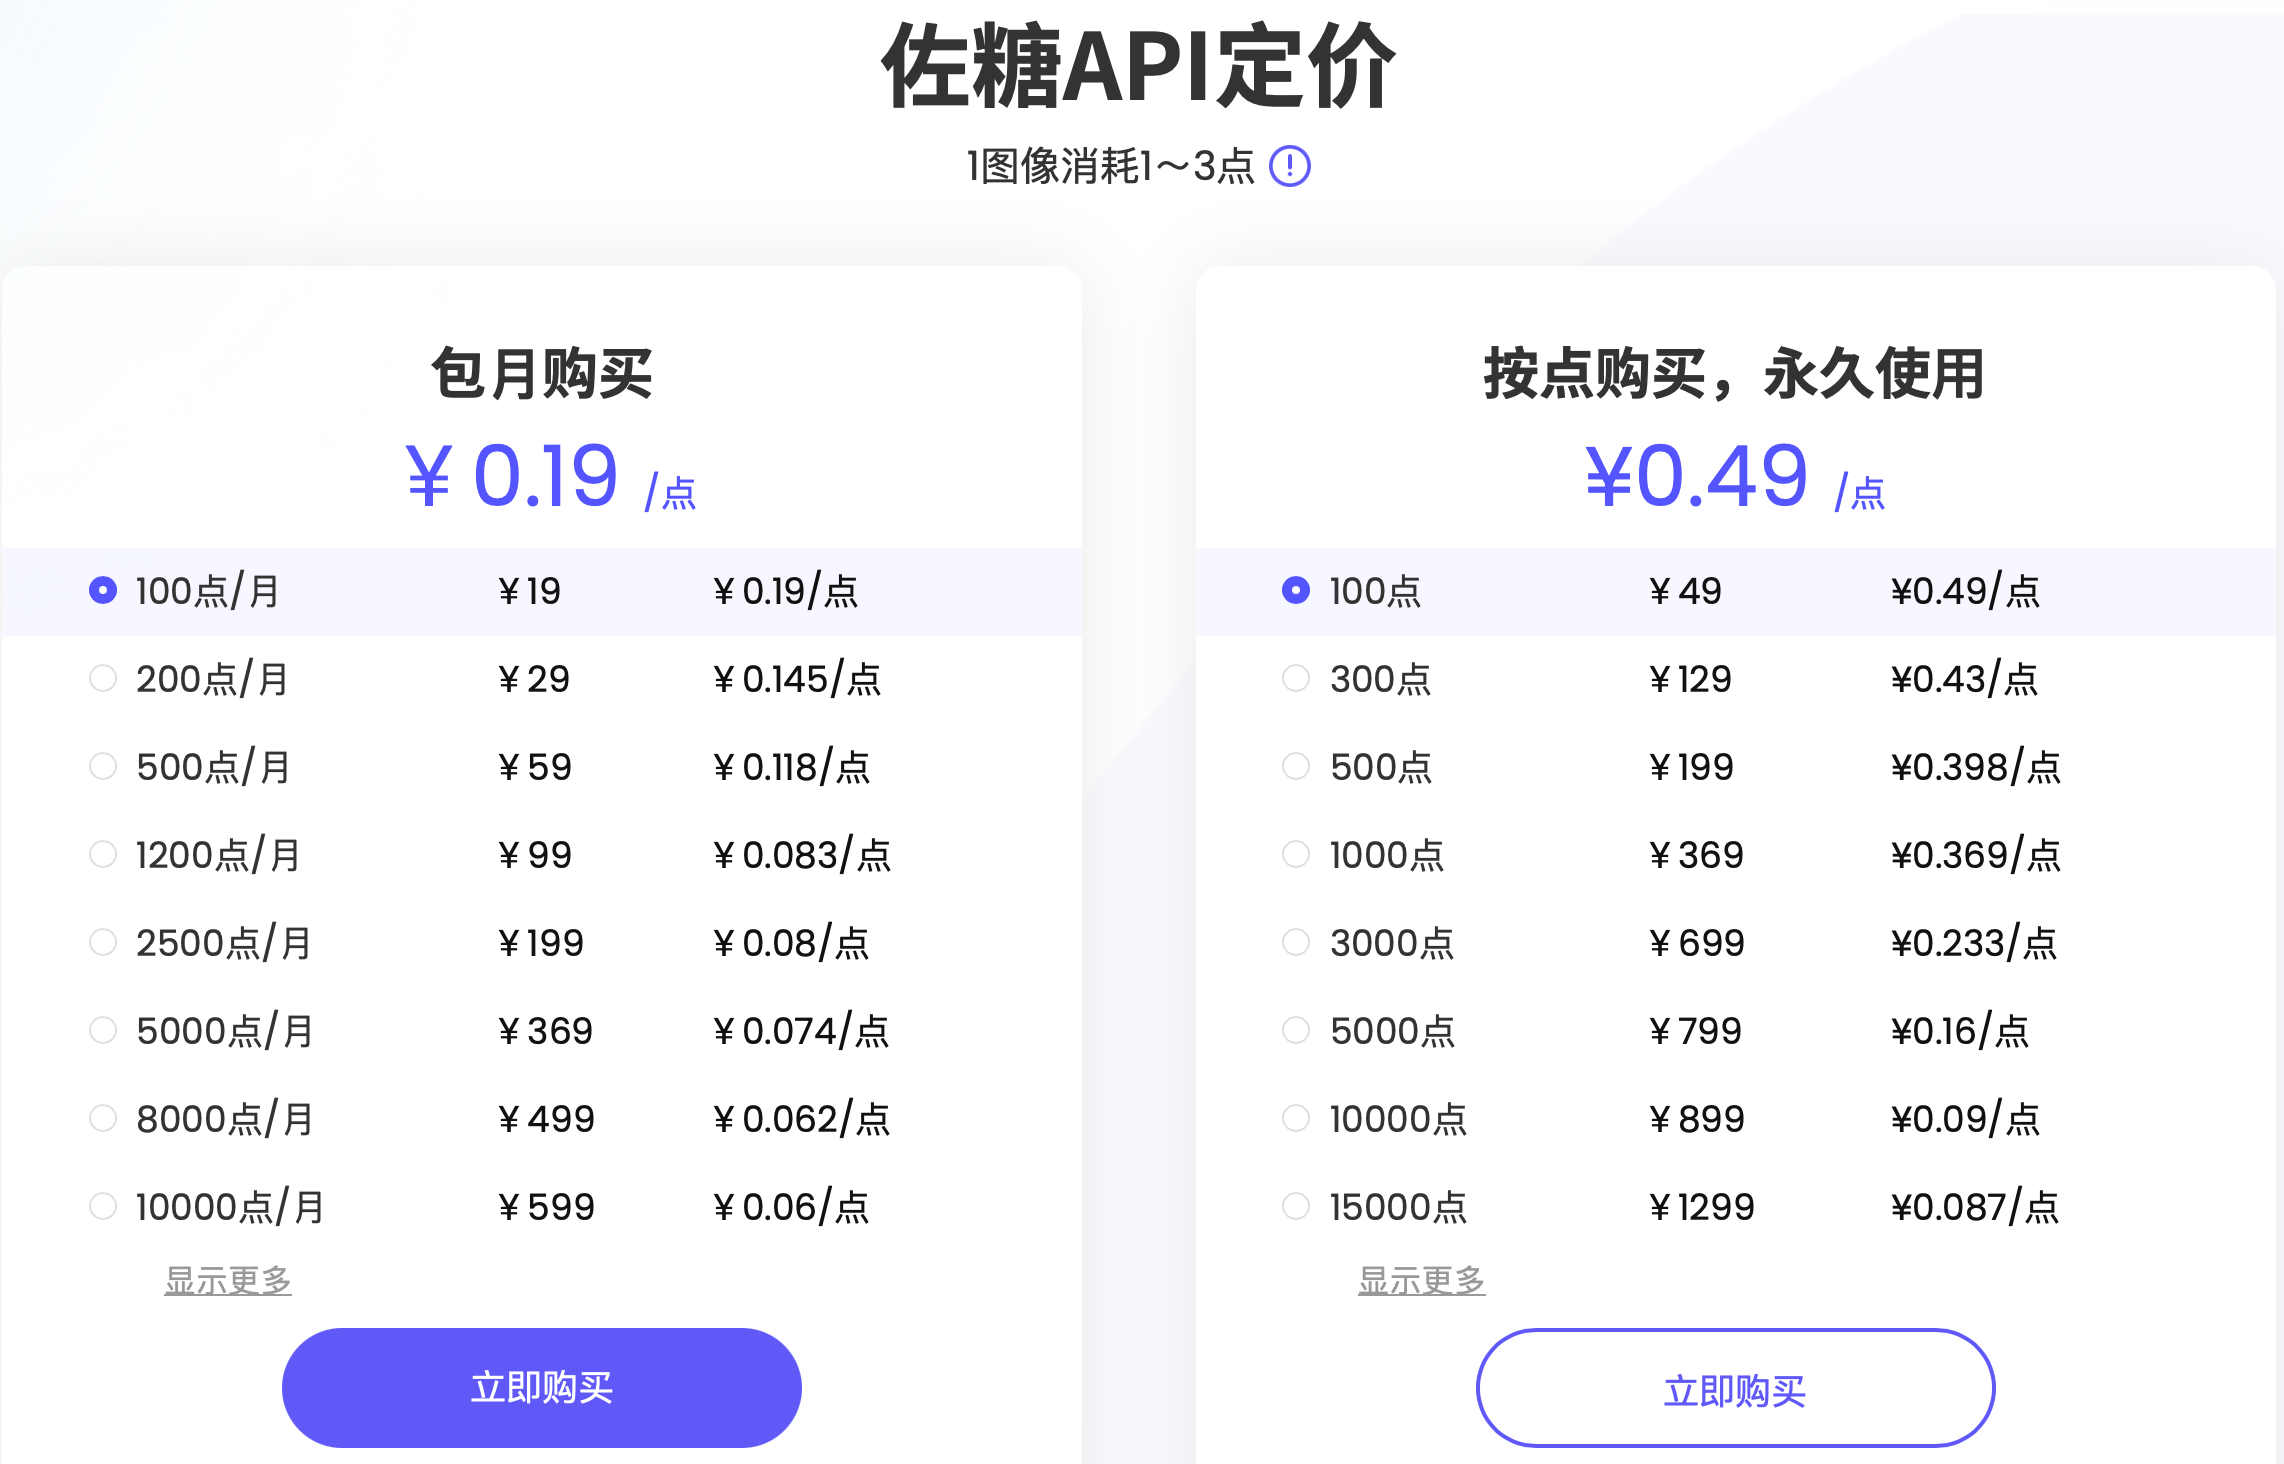 佐糖API定价
1图像消耗1～3点
包月购买
¥ 0.19 /点
100点/月 ¥ 19 ¥ 0.19/点
200点/月 ¥ 29 ¥ 0.145/点
500点/月 ¥ 59 ¥ 0.118/点
1200点/月 ¥ 99 ¥ 0.083/点
2500点/月 ¥ 199 ¥ 0.08/点
5000点/月 ¥ 369 ¥ 0.074/点
8000点/月 ¥ 499 ¥ 0.062/点
10000点/月 ¥ 599 ¥ 0.06/点
显示更多
立即购买
按点购买，永久使用
¥0.49 /点
100点 ¥ 49 ¥0.49/点
300点 ¥ 129 ¥0.43/点
500点 ¥ 199 ¥0.398/点
1000点 ¥ 369 ¥0.369/点
3000点 ¥ 699 ¥0.233/点
5000点 ¥ 799 ¥0.16/点
10000点 ¥ 899 ¥0.09/点
15000点 ¥ 1299 ¥0.087/点
显示更多
立即购买